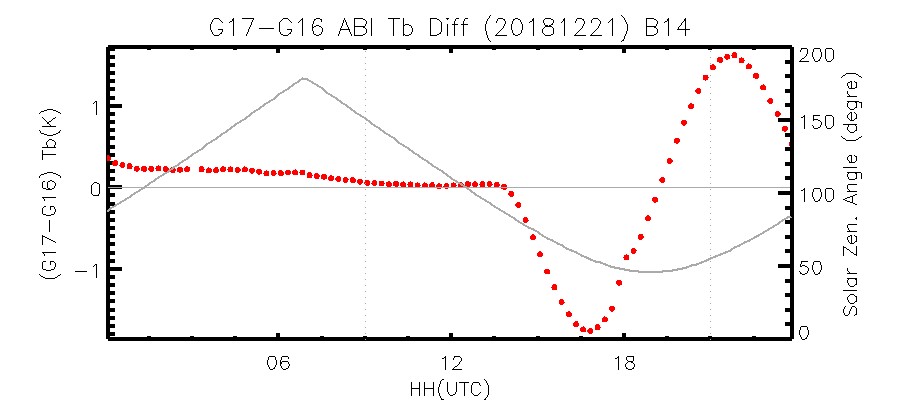 G17-G16 ABI Tb Diff (20181221) B14
(G17-G16) Tb(K)
1
0
-1
200
150
100
50
0
Solar Zen. Angle (degre)
06 12 18
HH(UTC)